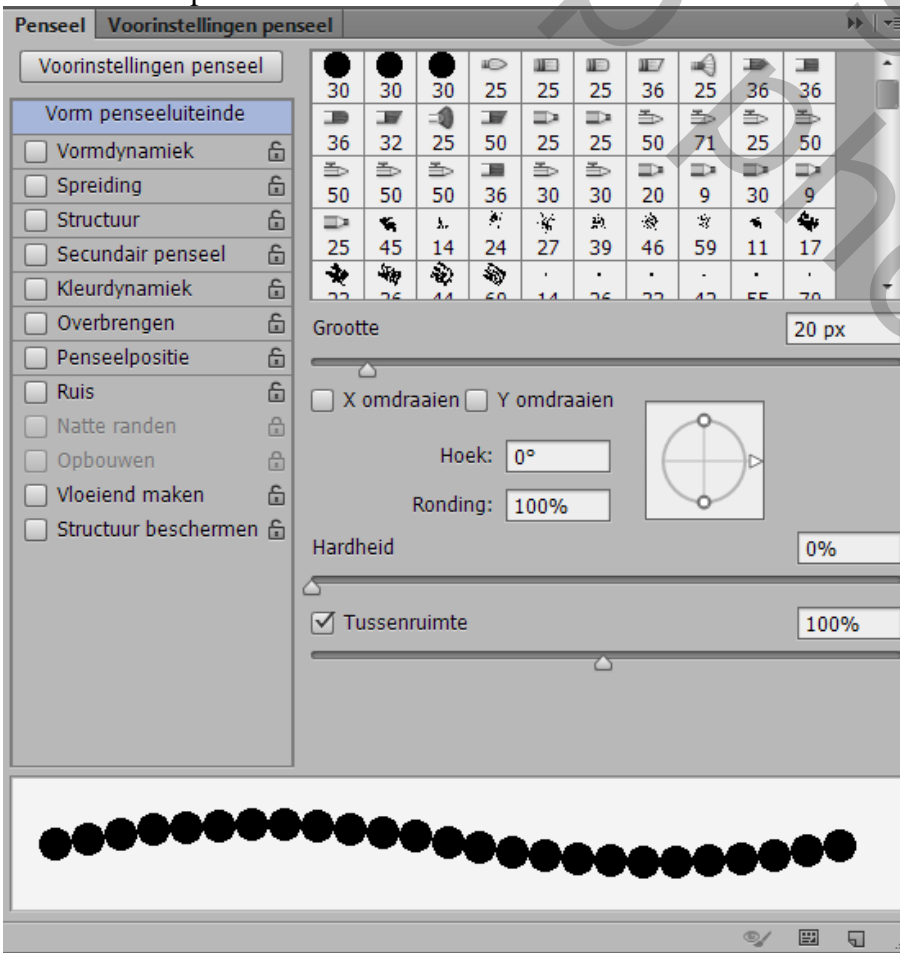 Penseel Voorinstellingen penseel
Voorinstellingen penseel
Vorm penseeluiteinde
Vormdynamiek
Spreiding
Structuur
Secundair penseel
Kleurdynamiek
Overbrengen
Penseelpositie
Ruis
Natte randen
Opbouwen
Vloeiend maken
Structuur beschermen
30 30 30 25 25 25 36 25 36 36
36 32 25 50 25 25 50 71 25 50
50 50 50 36 30 30 20 9 30 9
25 45 14 24 27 39 46 59 11 17
Grootte 20 px
X omdraaien Y omdraaien
Hoek: 0°
Ronding: 100%
Hardheid 0%
Tussenruimte 100%